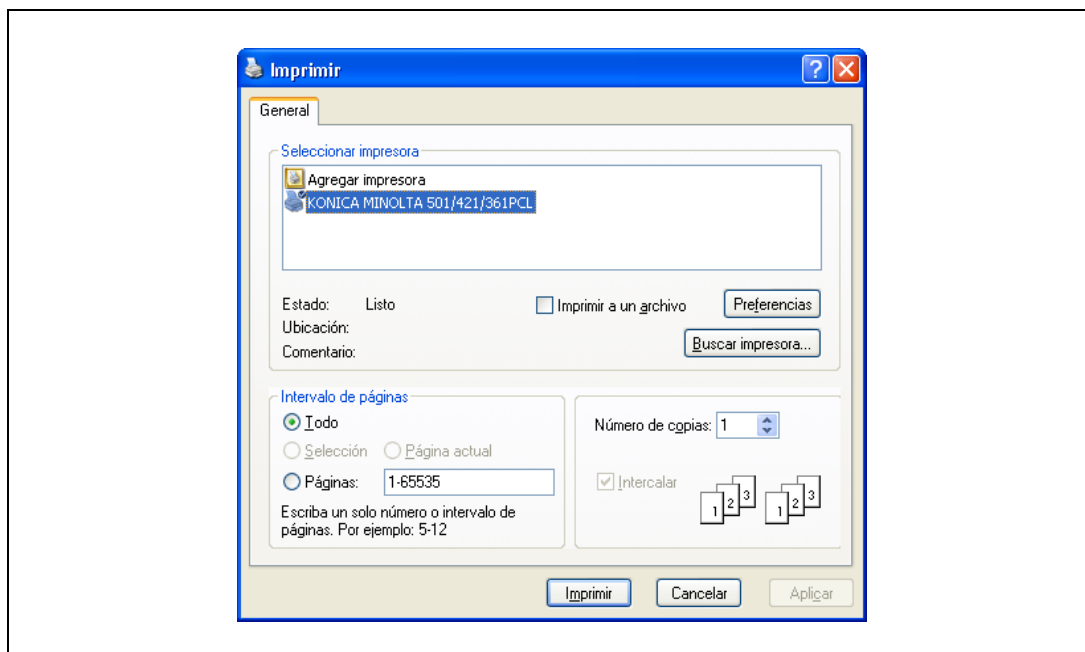 Imprimir
General
Seleccionar impresora
Agregar impresora
KONICA MINOLTA 501/421/361PCL
Estado: Listo
Imprimir a un archivo
Preferencias
Ubicación:
Buscar impresora...
Comentario:
Intervalo de páginas
Todo
Selección Página actual
Páginas: 1-65535
Escriba un solo número o intervalo de
páginas. Por ejemplo: 5-12
Número de copias: 1
Intercalar
1 2 3 1 2 3
Imprimir Cancelar Aplicar